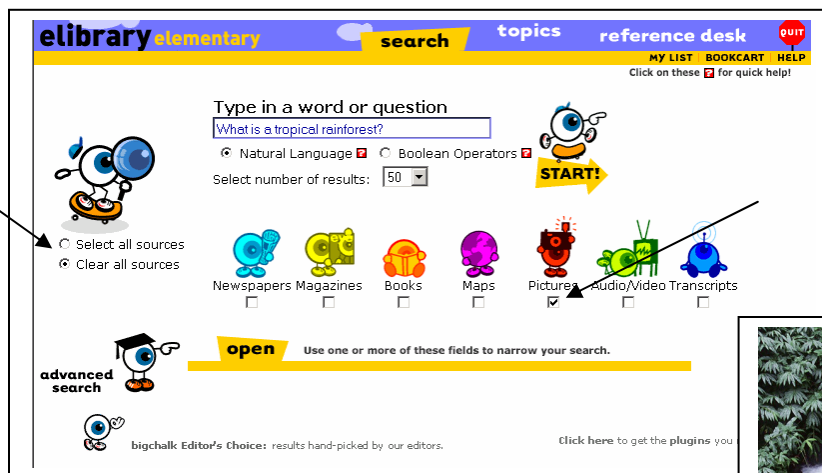 elibrary elementary search topics reference desk QUIT
MY LIST BOOKCART HELP
Click on these ? for quick help!
Type in a word or question
What is a tropical rainforest?
Natural Language ? Boolean Operators ?
Select number of results: 50
START!
Select all sources
Clear all sources
Newspapers Magazines Books Maps Pictures Audio/Video Transcripts
open Use one or more of these fields to narrow your search.
advanced
search
bigchalk Editor's Choice: results hand-picked by our editors.
Click here to get the plugins you